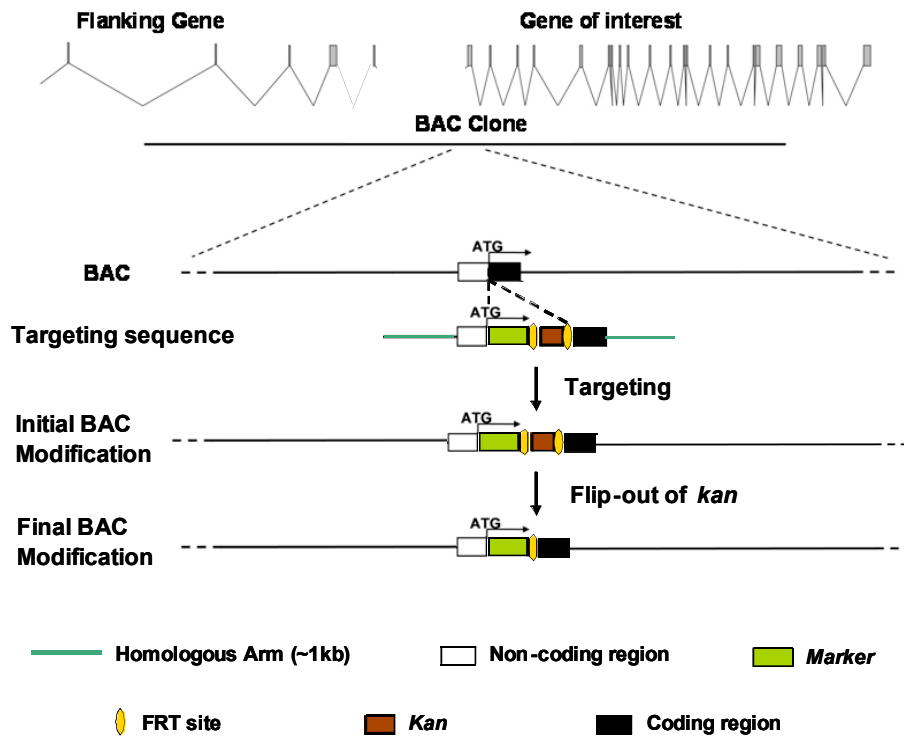 Flanking Gene
Gene of interest
BAC Clone
ATG
BAC
ATG
Targeting sequence
Targeting
ATG
Initial BAC
Modification
Flip-out of kan
ATG
Final BAC
Modification
Homologous Arm (~1kb)
Non-coding region
Marker
FRT site
Kan
Coding region